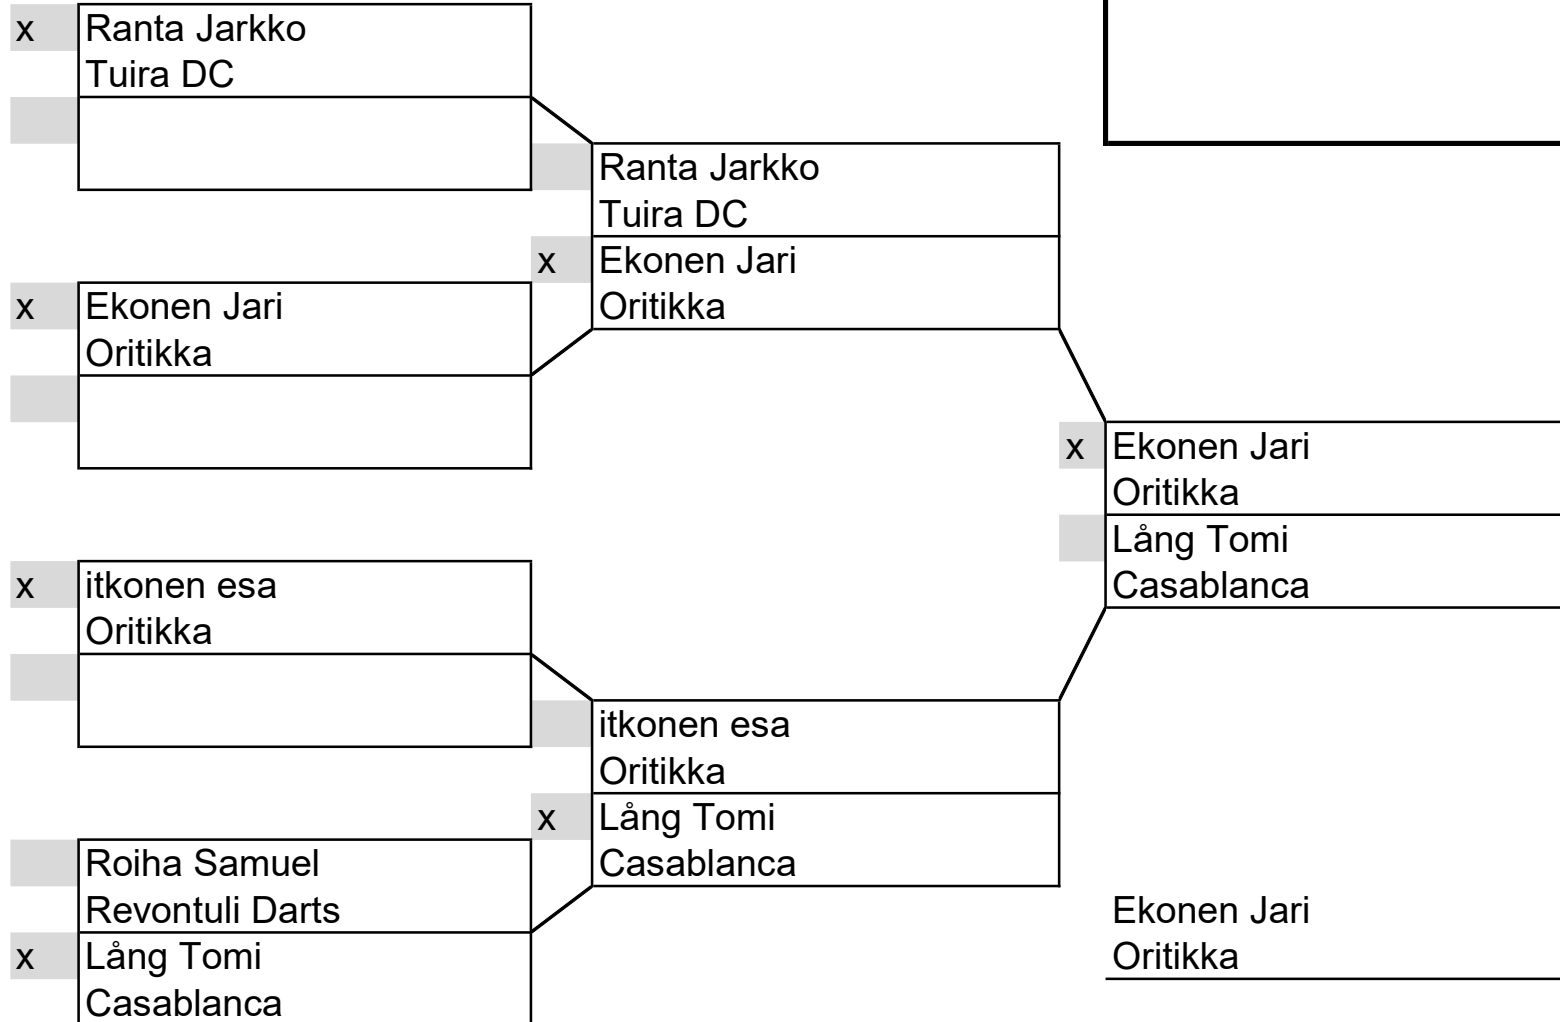 x Ranta Jarkko
Tuira DC
Ranta Jarkko
Tuira DC
x Ekonen Jari
Oritikka
x Ekonen Jari
Oritikka
x Ekonen Jari
Oritikka
Lång Tomi
Casablanca
x itkonen esa
Oritikka
itkonen esa
Oritikka
x Lång Tomi
Casablanca
Roiha Samuel
Revontuli Darts
x Lång Tomi
Casablanca
Ekonen Jari
Oritikka